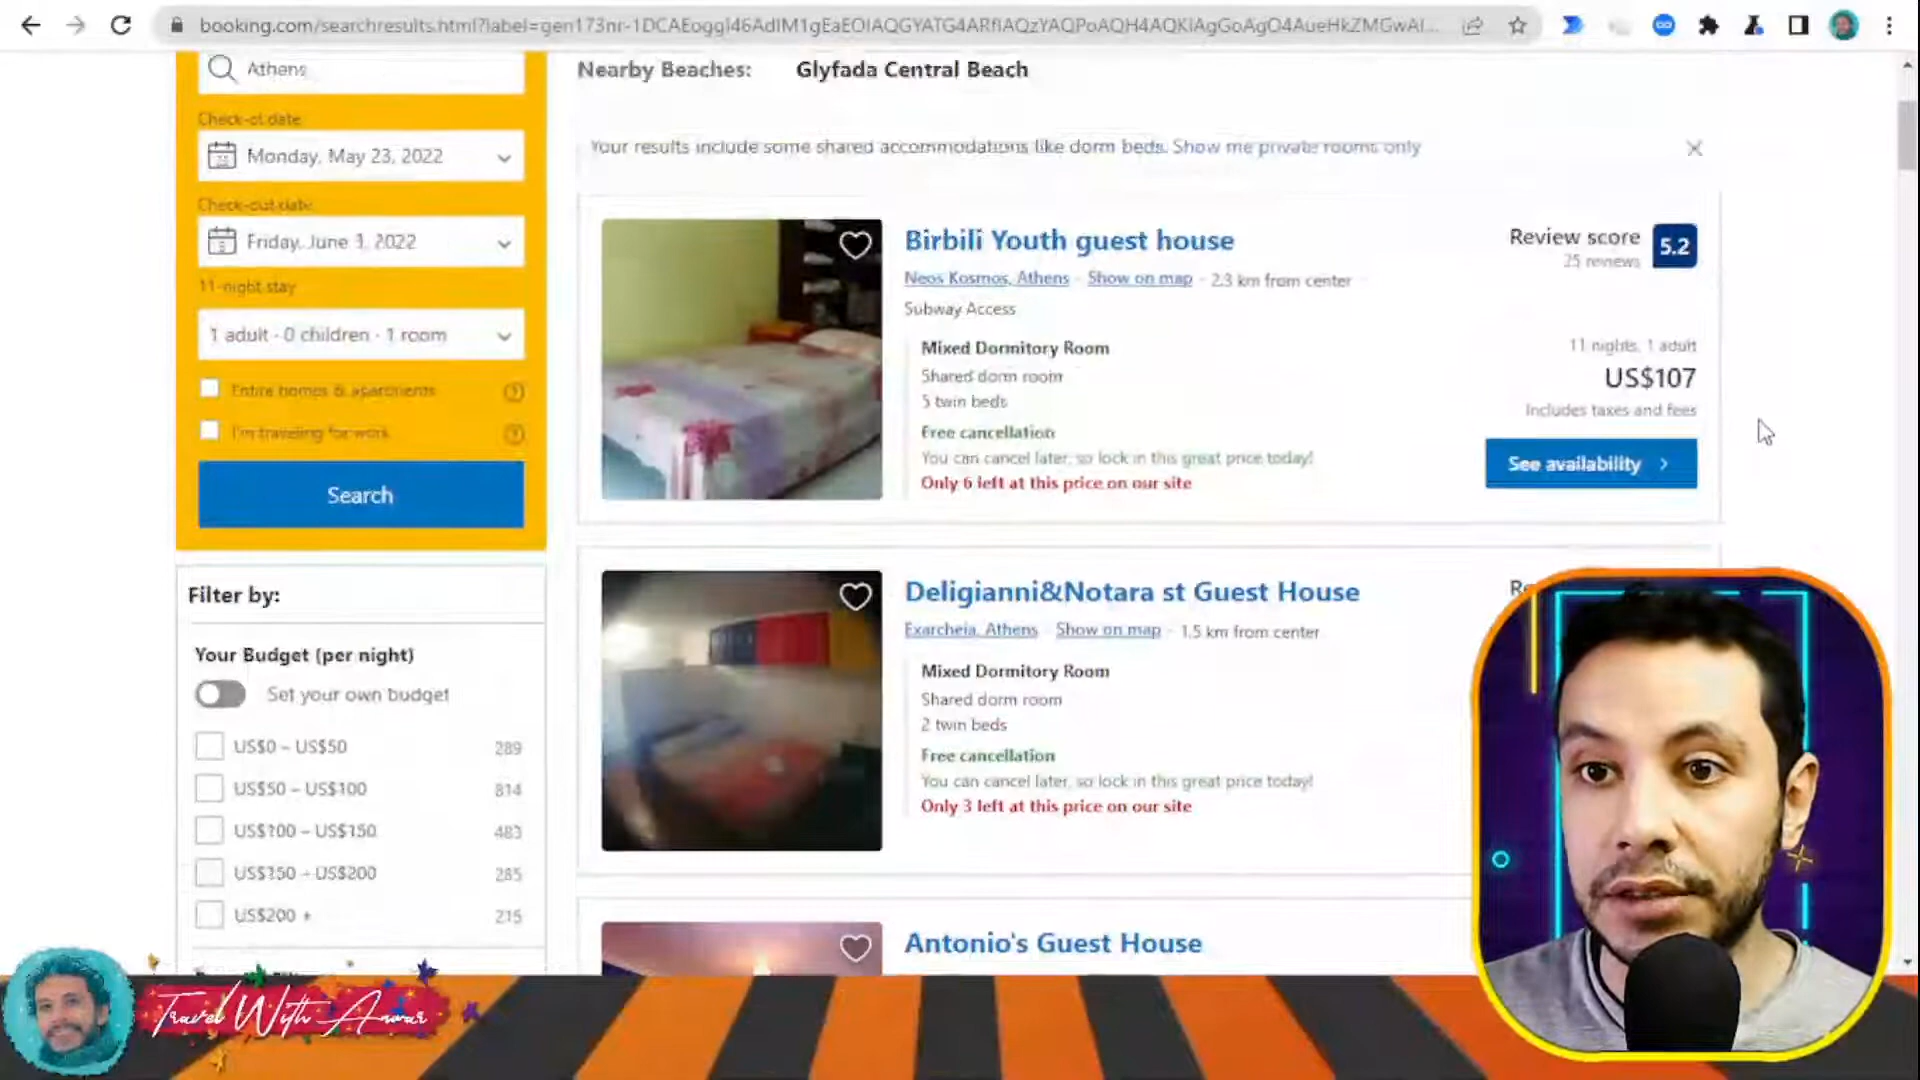 booking.com/searchresults.html?label=gen173nr-1DCAEoggI46AdIM1gEaEOIAQGYATG4ARfIAQzYAQPoAQH4AQKIAgGoAgO4AueHkZMGwAI...
Athens
Nearby Beaches: Glyfada Central Beach
Check-ot date
Monday, May 23, 2022
Your results include some shared accommodations like dorm beds. Show me private rooms only
Check-out date
Friday, June 3, 2022
11-night stay
1 adult · 0 children · 1 room
Entire homes & apartments
I'm traveling for work
Search
Birbili Youth guest house
Review score 5.2
25 reviews
Neos Kosmos, Athens · Show on map · 2.3 km from center
Subway Access
Mixed Dormitory Room
Shared dorm room
5 twin beds
Free cancellation
You can cancel later, so lock in this great price today!
Only 6 left at this price on our site
11 nights, 1 adult
US$107
Includes taxes and fees
See availability
Filter by:
Your Budget (per night)
Set your own budget
US$0 – US$50 289
US$50 – US$100 814
US$100 – US$150 483
US$150 – US$200 285
US$200 + 215
Deligianni&Notara st Guest House
Re
Exarcheia, Athens · Show on map · 1.5 km from center
Mixed Dormitory Room
Shared dorm room
2 twin beds
Free cancellation
You can cancel later, so lock in this great price today!
Only 3 left at this price on our site
Antonio's Guest House
Travel With Anwar